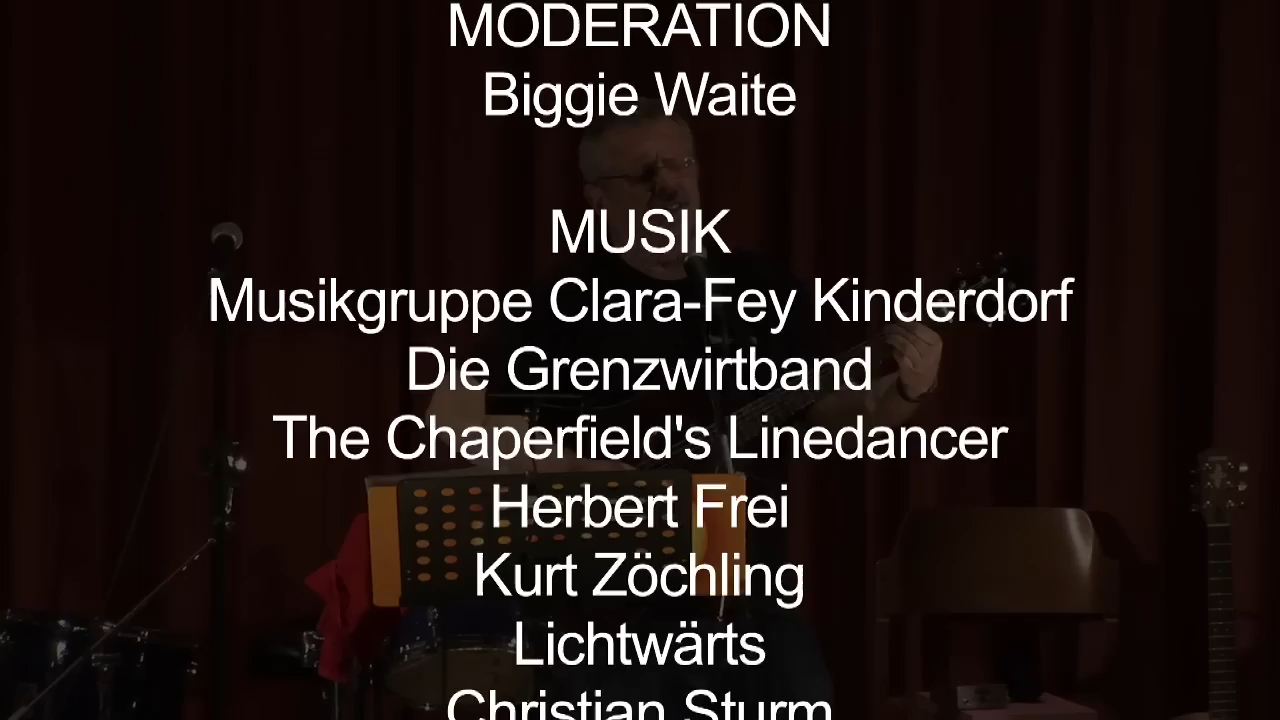 MODERATION
Biggie Waite
MUSIK
Musikgruppe Clara-Fey Kinderdorf
Die Grenzwirtband
The Chaperfield's Linedancer
Herbert Frei
Kurt Zöchling
Lichtwärts
Christian Sturm